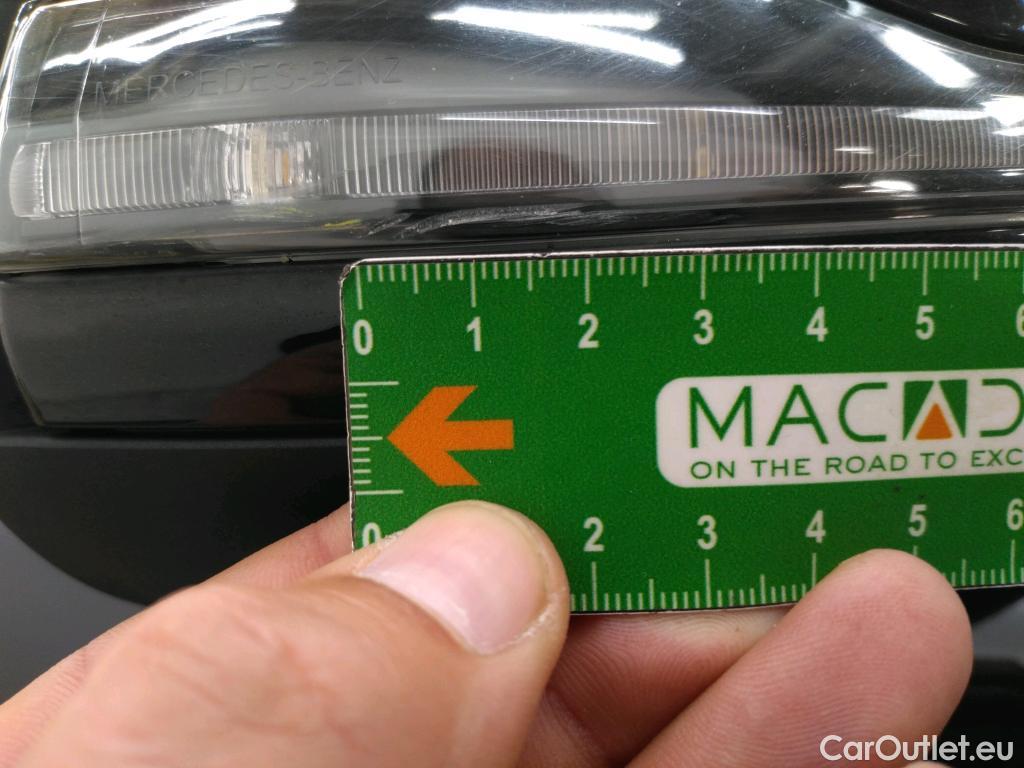 MERCEDES-BENZ
0 1 2 3 4 5 6
MACAD
ON THE ROAD TO EXC
0 2 3 4 5 6
CarOutlet.eu